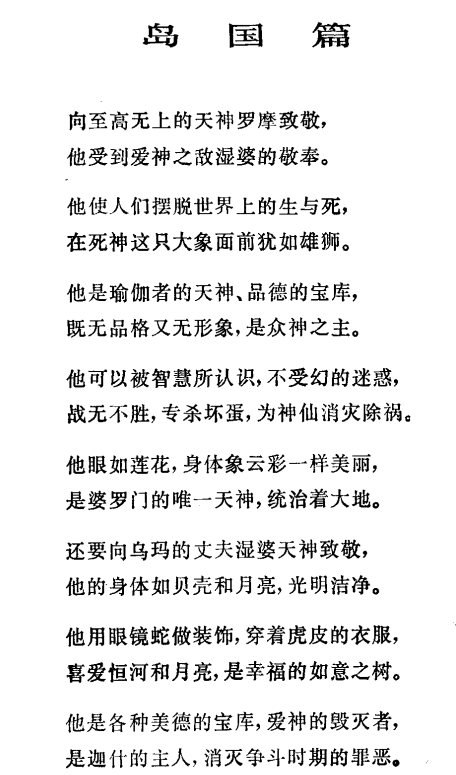 岛国篇
向至高无上的天神罗摩致敬，
他受到爱神之敌湿婆的敬奉。
他使人们摆脱世界上的生与死，
在死神这只大象面前犹如雄狮。
他是瑜伽者的天神、品德的宝库，
既无品格又无形象，是众神之主。
他可以被智慧所认识，不受幻的迷惑，
战无不胜，专杀坏蛋，为神仙消灾除祸。
他眼如莲花，身体象云彩一样美丽，
是婆罗门的唯一天神，统治着大地。
还要向乌玛的丈夫湿婆天神致敬，
他的身体如贝壳和月亮，光明洁净。
他用眼镜蛇做装饰，穿着虎皮的衣服，
喜爱恒河和月亮，是幸福的如意之树。
他是各种美德的宝库，爱神的毁灭者，
是迦什的主人，消灭争斗时期的罪恶。